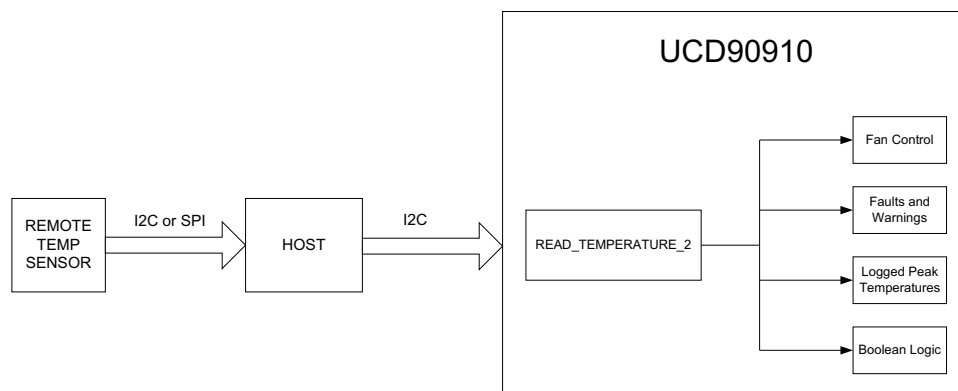 UCD90910
Fan Control
Faults and
Warnings
REMOTE
TEMP
SENSOR
I2C or SPI
HOST
I2C
READ_TEMPERATURE_2
Logged Peak
Temperatures
Boolean Logic